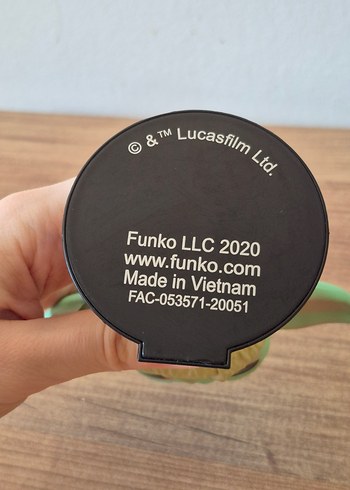 © & ™ Lucasfilm Ltd.
Funko LLC 2020
www.funko.com
Made in Vietnam
FAC-053571-20051